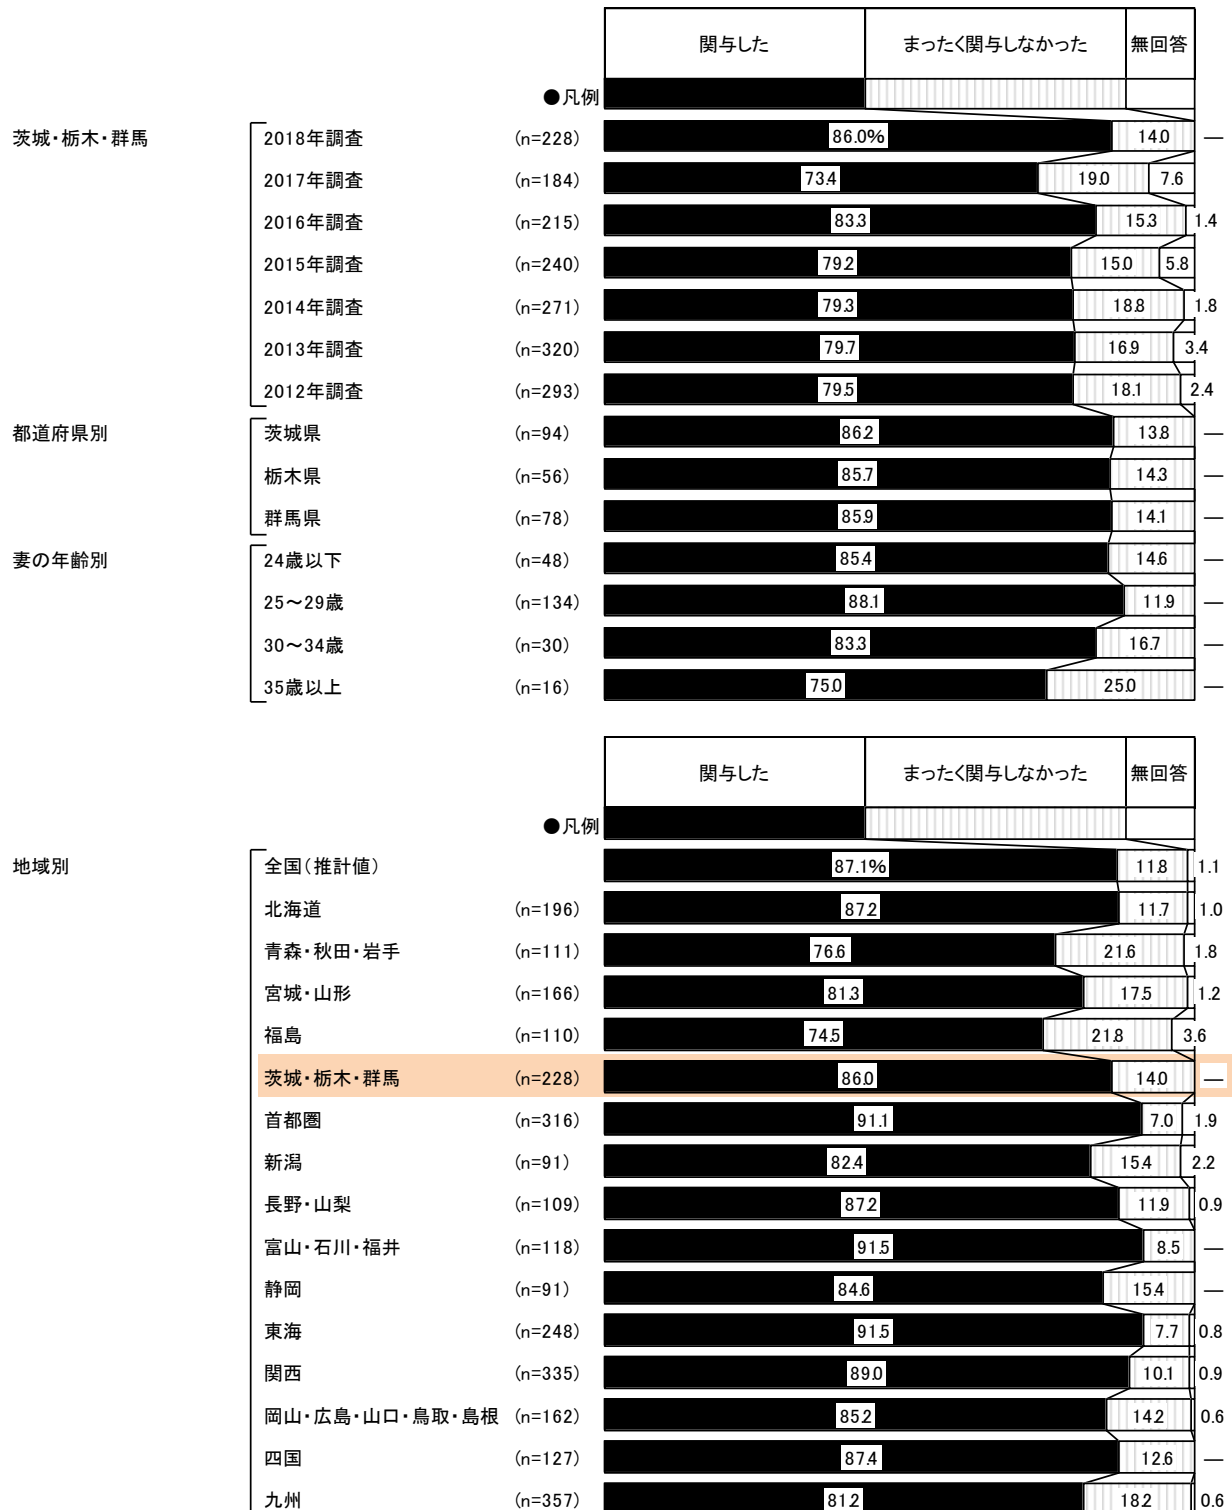 関与した まったく関与しなかった 無回答
●凡例
茨城・栃木・群馬 2018年調査 (n=228) 86.0% 14.0 ―
2017年調査 (n=184) 73.4 19.0 7.6
2016年調査 (n=215) 83.3 15.3 1.4
2015年調査 (n=240) 79.2 15.0 5.8
2014年調査 (n=271) 79.3 18.8 1.8
2013年調査 (n=320) 79.7 16.9 3.4
2012年調査 (n=293) 79.5 18.1 2.4
都道府県別 茨城県 (n=94) 86.2 13.8 ―
栃木県 (n=56) 85.7 14.3 ―
群馬県 (n=78) 85.9 14.1 ―
妻の年齢別 24歳以下 (n=48) 85.4 14.6 ―
25～29歳 (n=134) 88.1 11.9 ―
30～34歳 (n=30) 83.3 16.7 ―
35歳以上 (n=16) 75.0 25.0 ―
関与した まったく関与しなかった 無回答
●凡例
地域別 全国(推計値) 87.1% 11.8 1.1
北海道 (n=196) 87.2 11.7 1.0
青森・秋田・岩手 (n=111) 76.6 21.6 1.8
宮城・山形 (n=166) 81.3 17.5 1.2
福島 (n=110) 74.5 21.8 3.6
茨城・栃木・群馬 (n=228) 86.0 14.0 ―
首都圏 (n=316) 91.1 7.0 1.9
新潟 (n=91) 82.4 15.4 2.2
長野・山梨 (n=109) 87.2 11.9 0.9
富山・石川・福井 (n=118) 91.5 8.5 ―
静岡 (n=91) 84.6 15.4 ―
東海 (n=248) 91.5 7.7 0.8
関西 (n=335) 89.0 10.1 0.9
岡山・広島・山口・鳥取・島根 (n=162) 85.2 14.2 0.6
四国 (n=127) 87.4 12.6 ―
九州 (n=357) 81.2 18.2 0.6